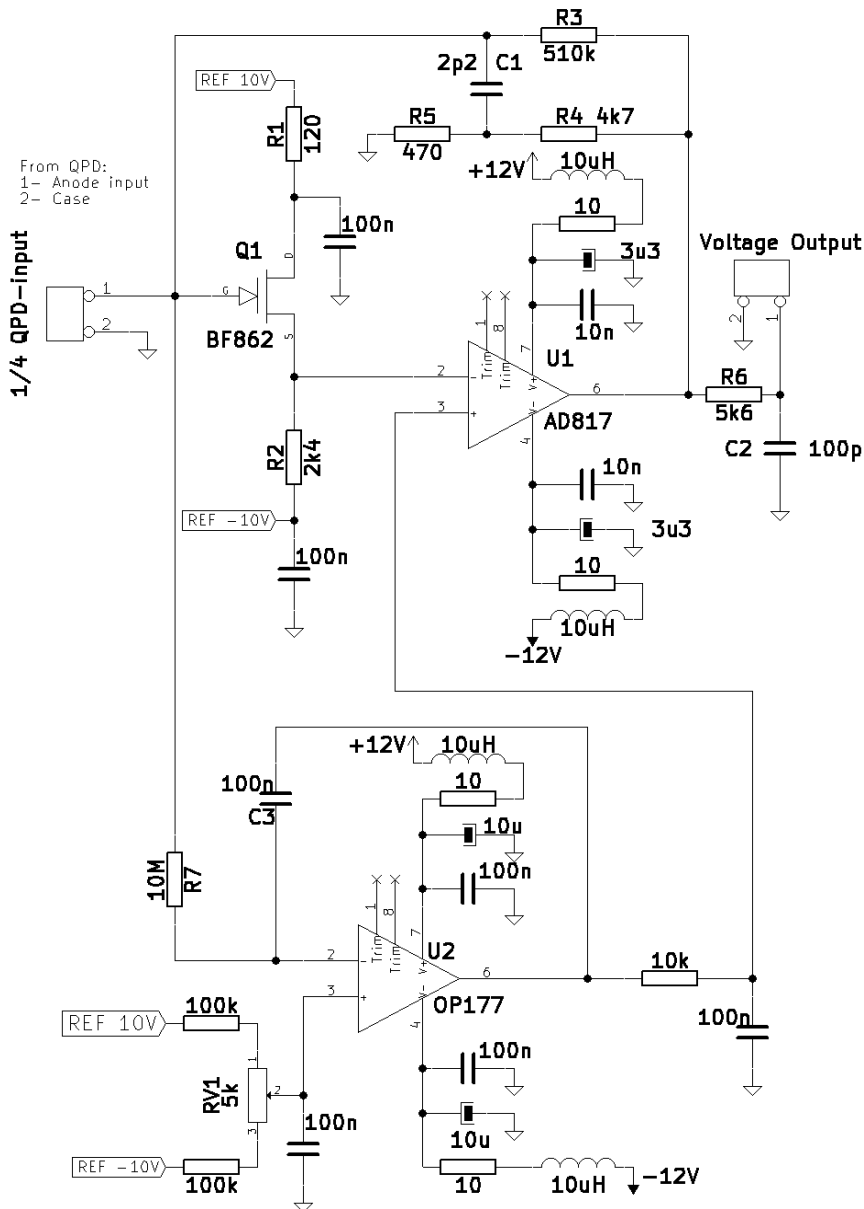 R3
510k
2p2
C1
REF 10V
R1
120
R5
470
R4 4k7
+12V
10uH
10
From QPD:
1- Anode input
2- Case
100n
Q1
D
G
S
BF862
1/4 QPD-input
1
2
3u3
10n
Voltage Output
2
1
1
8
Trim
Trim
7
V+
U1
2
-
3
+
6
V-
4
AD817
R6
5k6
C2
100p
R2
2k4
REF -10V
100n
10n
3u3
10
10uH
-12V
+12V
10uH
10
100n
C3
10u
100n
10M
R7
1
8
Trim
Trim
7
V+
U2
2
-
3
+
6
V-
4
OP177
10k
100n
REF 10V
100k
RV1
5k
1
2
3
100n
REF -10V
100k
100n
10u
10
10uH
-12V